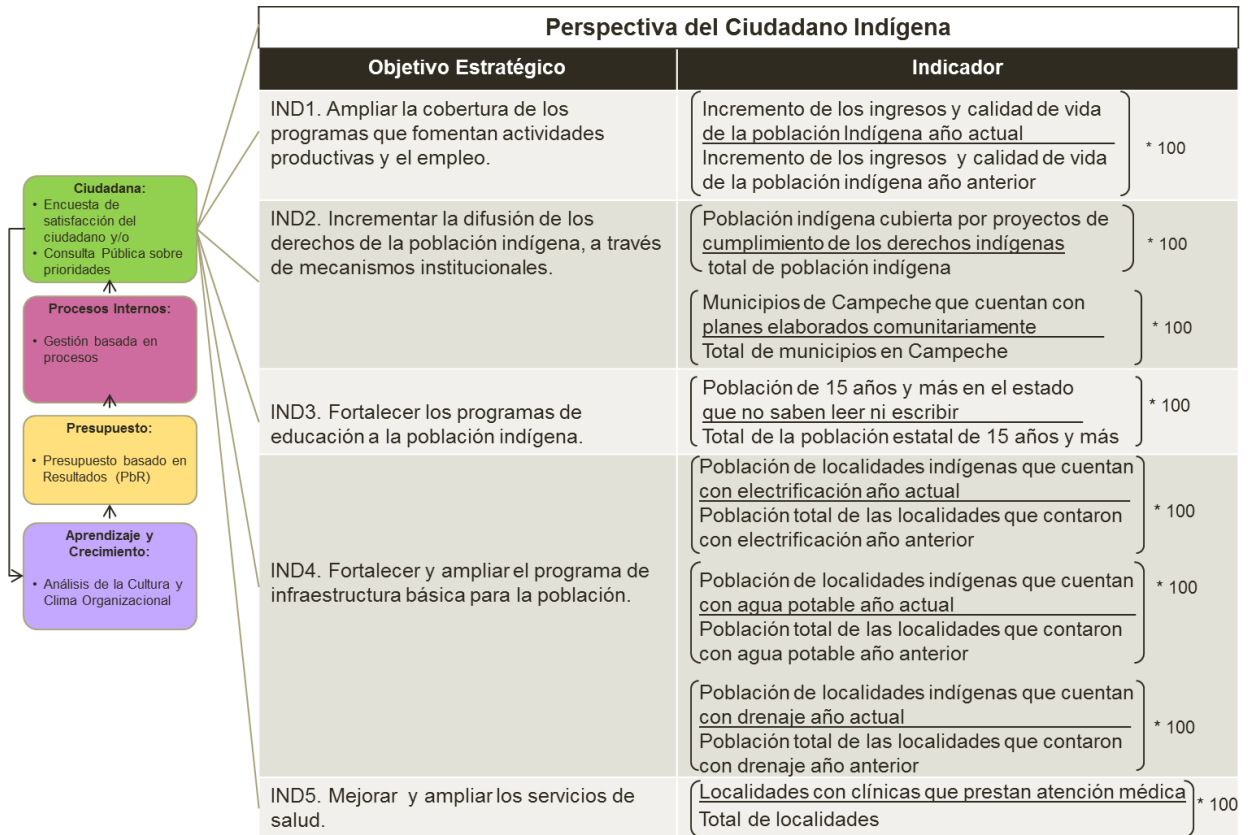 Perspectiva del Ciudadano Indígena
Objetivo Estratégico
Indicador
IND1. Ampliar la cobertura de los
programas que fomentan actividades
productivas y el empleo.
Incremento de los ingresos y calidad de vida
de la población Indígena año actual
Incremento de los ingresos y calidad de vida
de la población indígena año anterior
* 100
IND2. Incrementar la difusión de los
derechos de la población indígena, a través
de mecanismos institucionales.
Población indígena cubierta por proyectos de
cumplimiento de los derechos indígenas
total de población indígena
* 100
Municipios de Campeche que cuentan con
planes elaborados comunitariamente
Total de municipios en Campeche
* 100
IND3. Fortalecer los programas de
educación a la población indígena.
Población de 15 años y más en el estado
que no saben leer ni escribir
Total de la población estatal de 15 años y más
* 100
IND4. Fortalecer y ampliar el programa de
infraestructura básica para la población.
Población de localidades indígenas que cuentan
con electrificación año actual
Población total de las localidades que contaron
con electrificación año anterior
* 100
Población de localidades indígenas que cuentan
con agua potable año actual
Población total de las localidades que contaron
con agua potable año anterior
* 100
Población de localidades indígenas que cuentan
con drenaje año actual
Población total de las localidades que contaron
con drenaje año anterior
* 100
IND5. Mejorar y ampliar los servicios de
salud.
Localidades con clínicas que prestan atención médica
Total de localidades
* 100
Ciudadana:
• Encuesta de
satisfacción del
ciudadano y/o
• Consulta Pública sobre
prioridades
Procesos Internos:
• Gestión basada en
procesos
Presupuesto:
• Presupuesto basado en
Resultados (PbR)
Aprendizaje y
Crecimiento:
• Análisis de la Cultura y
Clima Organizacional